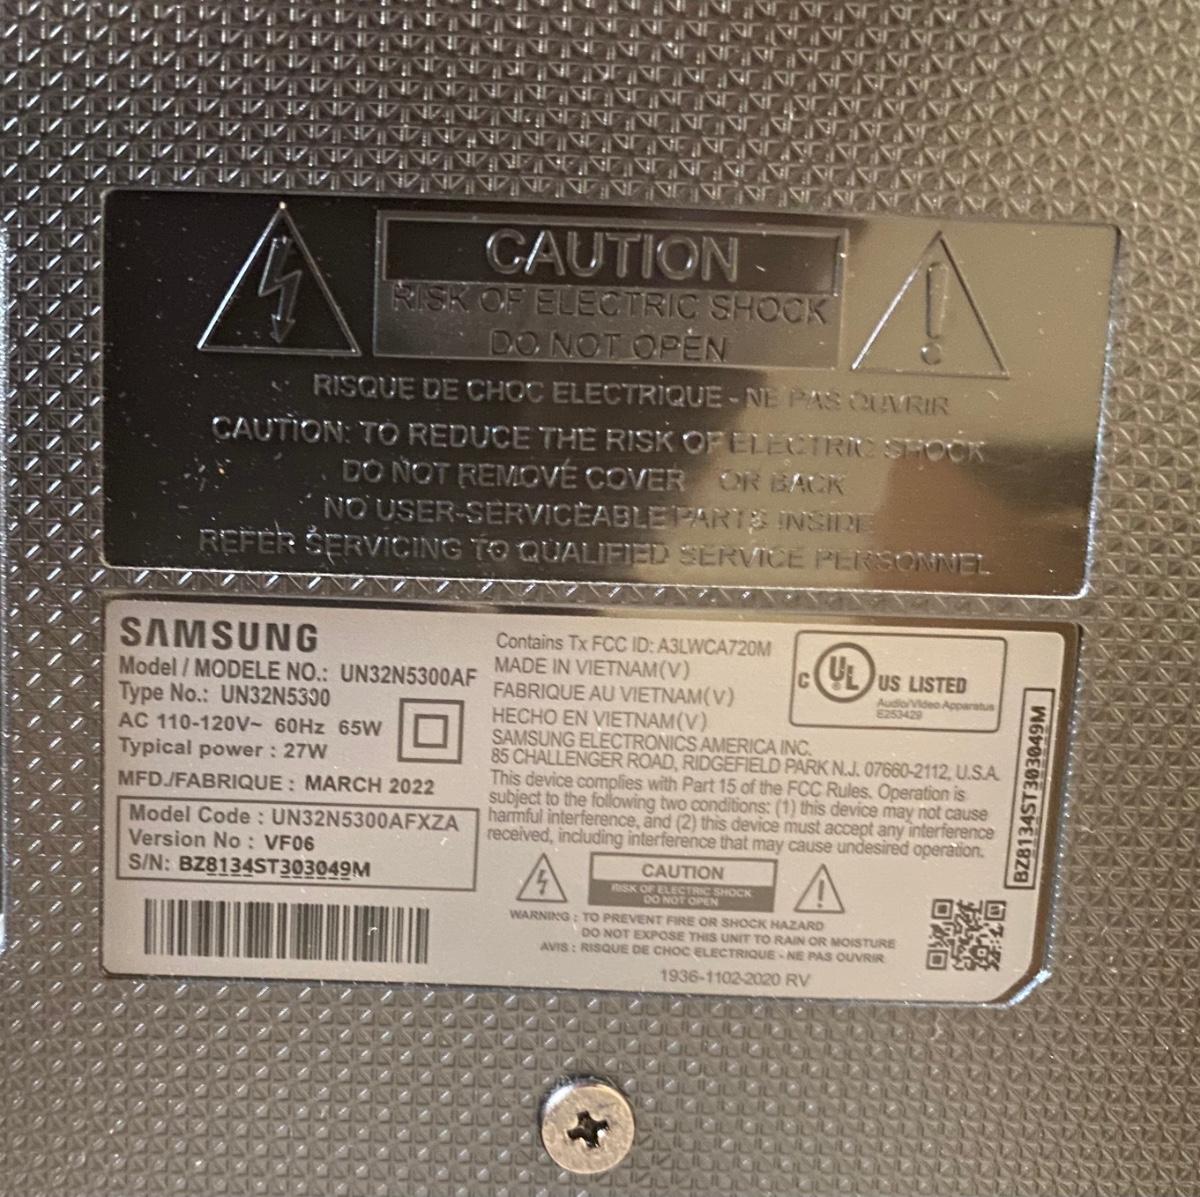 CAUTION
RISK OF ELECTRIC SHOCK
DO NOT OPEN
RISQUE DE CHOC ELECTRIQUE - NE PAS OUVRIR
CAUTION: TO REDUCE THE RISK OF ELECTRIC SHOCK
DO NOT REMOVE COVER OR BACK
NO USER-SERVICEABLE PARTS INSIDE
REFER SERVICING TO QUALIFIED SERVICE PERSONNEL
SAMSUNG
Model / MODELE NO.: UN32N5300AF
Type No.: UN32N5300
AC 110-120V~ 60Hz 65W
Typical power : 27W
MFD./FABRIQUE : MARCH 2022
Model Code : UN32N5300AFXZA
Version No : VF06
S/N: BZ8134ST303049M
Contains Tx FCC ID: A3LWCA720M
MADE IN VIETNAM(V)
FABRIQUE AU VIETNAM(V)
HECHO EN VIETNAM(V)
SAMSUNG ELECTRONICS AMERICA INC.
85 CHALLENGER ROAD, RIDGEFIELD PARK N.J. 07660-2112, U.S.A.
This device complies with Part 15 of the FCC Rules. Operation is
subject to the following two conditions: (1) this device may not cause
harmful interference, and (2) this device must accept any interference
received, including interference that may cause undesired operation.
C UL US LISTED
Audio/Video Apparatus
E253429
BZ8134ST303049M
CAUTION
RISK OF ELECTRIC SHOCK
DO NOT OPEN
WARNING : TO PREVENT FIRE OR SHOCK HAZARD
DO NOT EXPOSE THIS UNIT TO RAIN OR MOISTURE
AVIS : RISQUE DE CHOC ELECTRIQUE - NE PAS OUVRIR
1936-1102-2020 RV